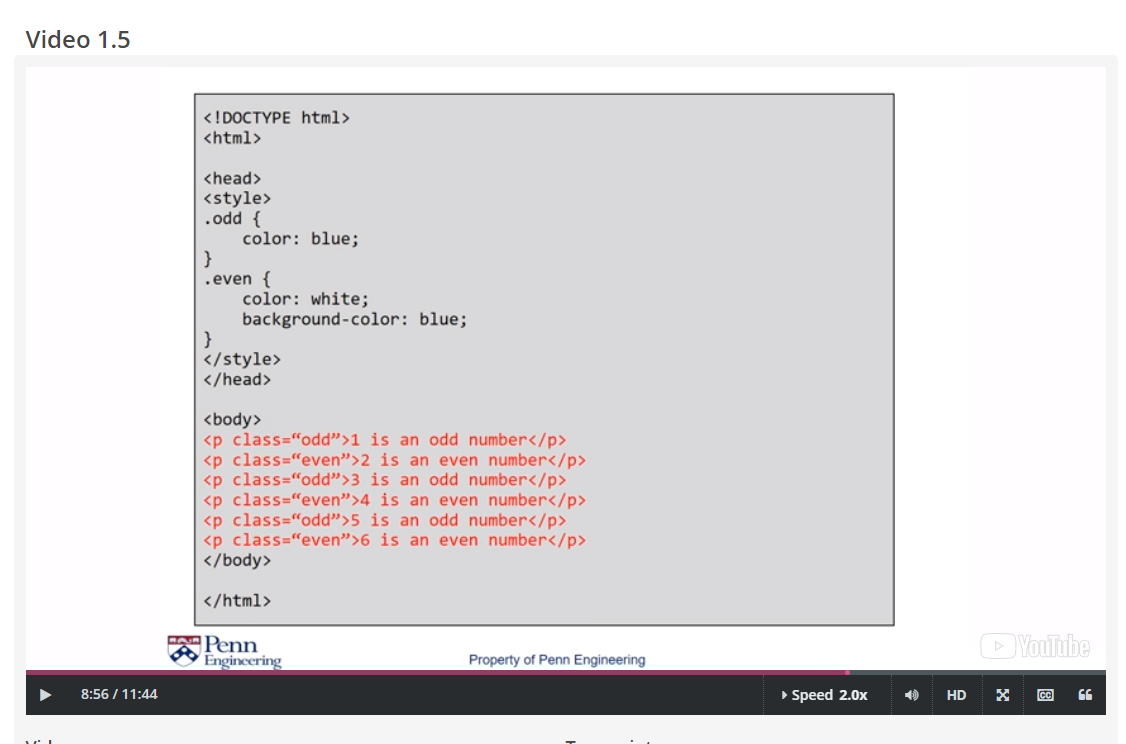 Video 1.5
<!DOCTYPE html>
<html>
<head>
<style>
.odd {
    color: blue;
}
.even {
    color: white;
    background-color: blue;
}
</style>
</head>
<body>
<p class=“odd”>1 is an odd number</p>
<p class=“even”>2 is an even number</p>
<p class=“odd”>3 is an odd number</p>
<p class=“even”>4 is an even number</p>
<p class=“odd”>5 is an odd number</p>
<p class=“even”>6 is an even number</p>
</body>
</html>
Penn
Engineering
Property of Penn Engineering
YouTube
8:56 / 11:44
Speed 2.0x
HD
CC